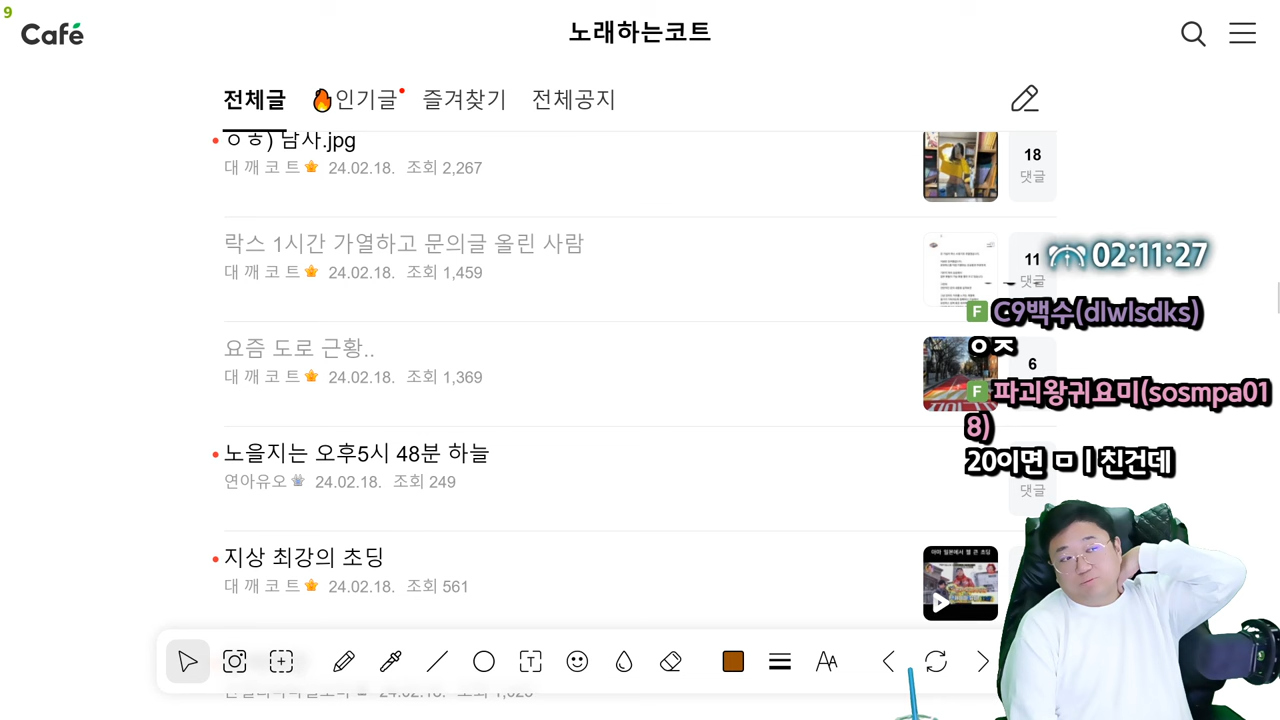 9
Café
노래하는코트
전체글
🔥인기글
즐겨찾기
전체공지
ㅇㅎ) 남사.jpg
대 깨 코 트 24.02.18. 조회 2,267
18
댓글
락스 1시간 가열하고 문의글 올린 사람
대 깨 코 트 24.02.18. 조회 1,459
11
댓글
02:11:27
C9백수(dlwlsdks)
ㅇㅈ
요즘 도로 근황..
대 깨 코 트 24.02.18. 조회 1,369
6
F 파괴왕귀요미(sosmpa01
8)
20이면 ㅁㅣ친건데
노을지는 오후5시 48분 하늘
연아유오 24.02.18. 조회 249
댓글
지상 최강의 초딩
대 깨 코 트 24.02.18. 조회 561